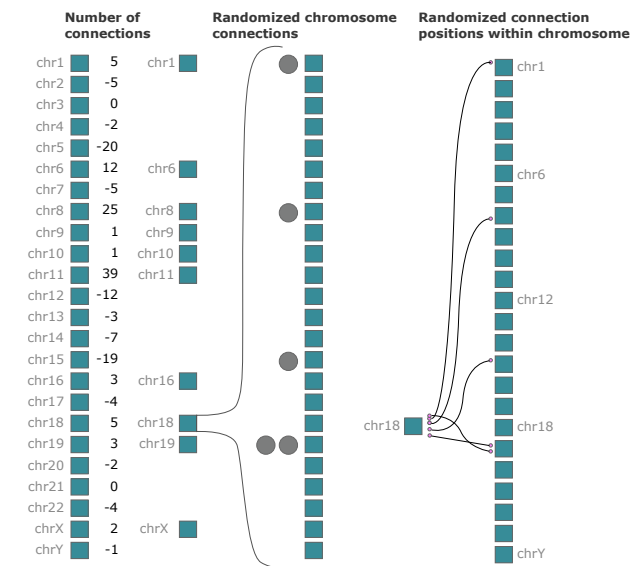 Number of
connections
Randomized chromosome
connections
Randomized connection
positions within chromosome
chr1 5 chr1
chr2 -5
chr3 0
chr4 -2
chr5 -20
chr6 12 chr6
chr7 -5
chr8 25 chr8
chr9 1 chr9
chr10 1 chr10
chr11 39 chr11
chr12 -12
chr13 -3
chr14 -7
chr15 -19
chr16 3 chr16
chr17 -4
chr18 5 chr18
chr19 3 chr19
chr20 -2
chr21 0
chr22 -4
chrX 2 chrX
chrY -1
chr18
chr1
chr6
chr12
chr18
chrY